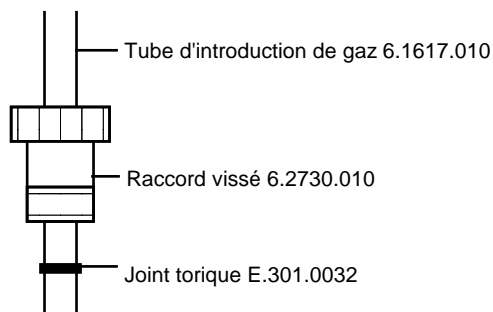 Tube d'introduction de gaz 6.1617.010
Raccord vissé 6.2730.010
Joint torique E.301.0032